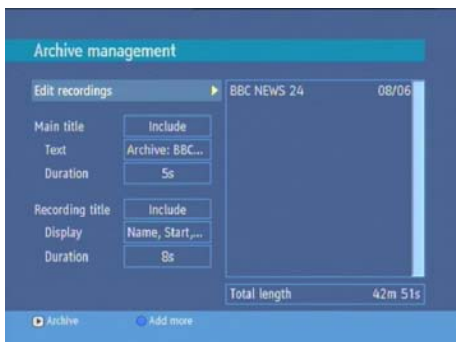 Archive management
Edit recordings
BBC NEWS 24 08/06
Main title Include
Text Archive: BBC...
Duration 5s
Recording title Include
Display Name, Start,...
Duration 8s
Total length 42m 51s
Archive Add more